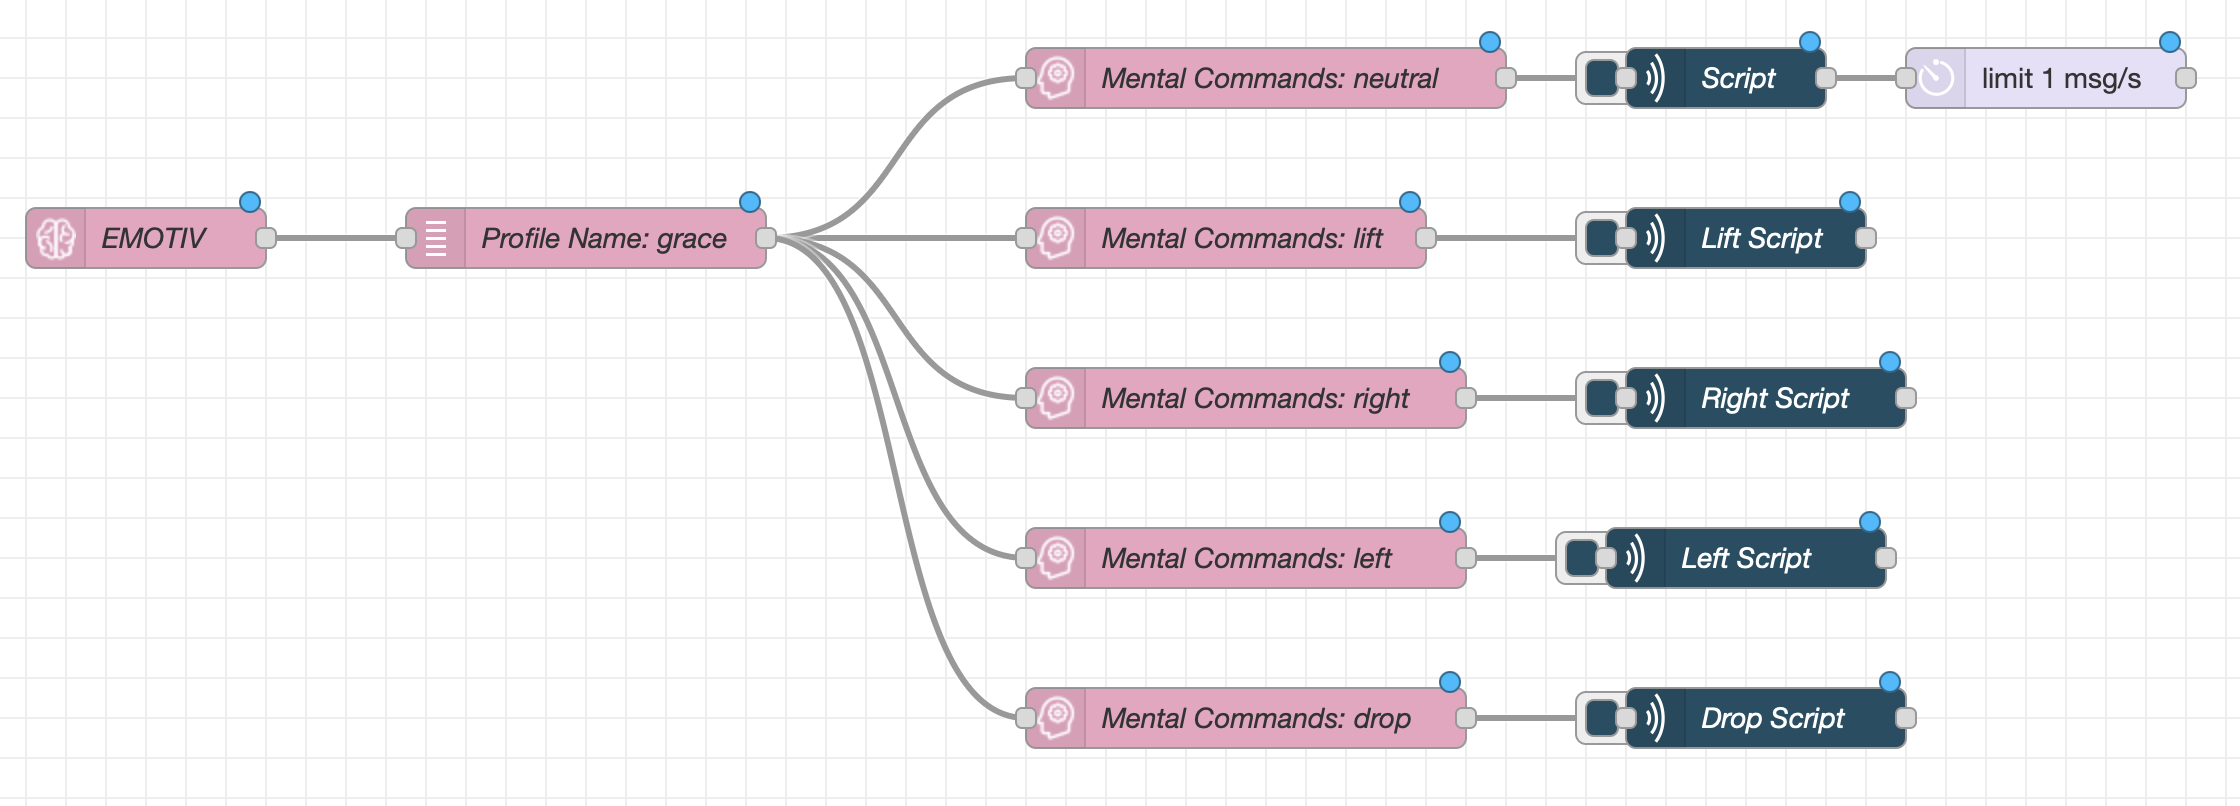 Mental Commands: neutral
Script
limit 1 msg/s
EMOTIV
Profile Name: grace
Mental Commands: lift
Lift Script
Mental Commands: right
Right Script
Mental Commands: left
Left Script
Mental Commands: drop
Drop Script